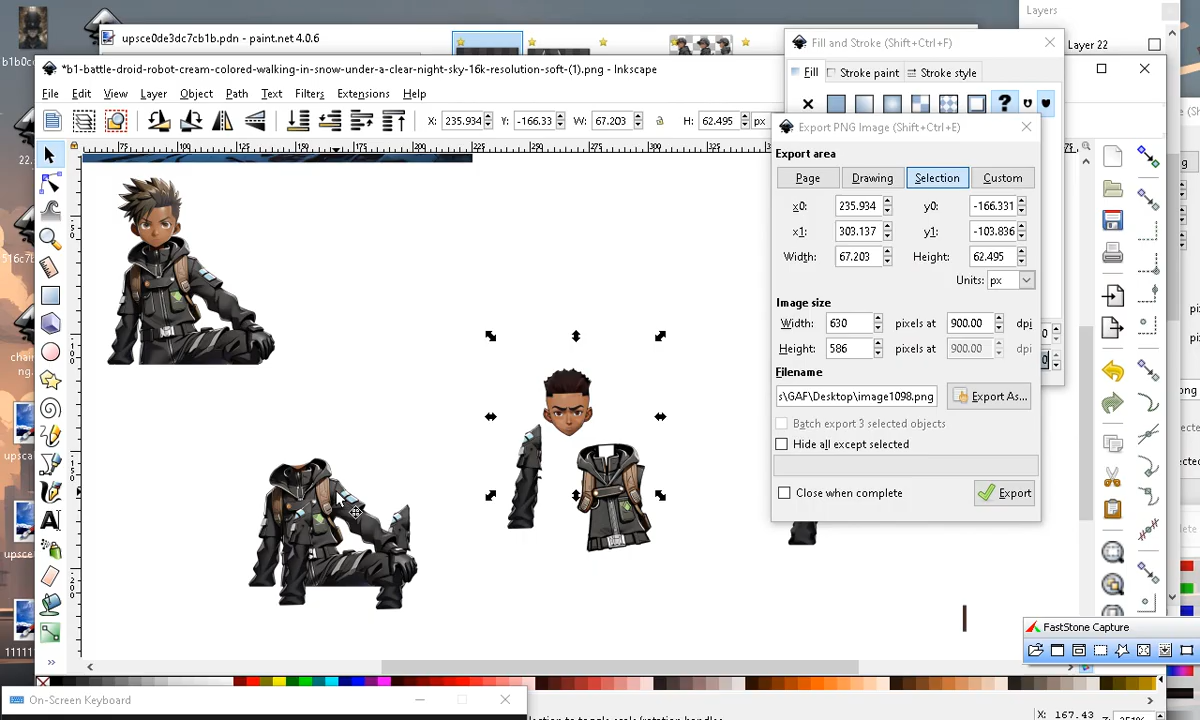 Layers
upsce0de3dc7cb1b.pdn - paint.net 4.0.6
Fill and Stroke (Shift+Ctrl+F)
Layer 22
*b1-battle-droid-robot-cream-colored-walking-in-snow-under-a-clear-night-sky-16k-resolution-soft-(1).png - Inkscape
Fill Stroke paint Stroke style
File Edit View Layer Object Path Text Filters Extensions Help
X: 235.934 Y: -166.33 W: 67.203 H: 62.495 px
Export PNG Image (Shift+Ctrl+E)
Export area
Page Drawing Selection Custom
x0: 235.934 y0: -166.331
x1: 303.137 y1: -103.836
Width: 67.203 Height: 62.495
Units: px
Image size
Width: 630 pixels at 900.00 dpi
Height: 586 pixels at 900.00 dpi
Filename
s\GAF\Desktop\image1098.png Export As...
Batch export 3 selected objects
Hide all except selected
Close when complete Export
FastStone Capture
On-Screen Keyboard
X: 167.43